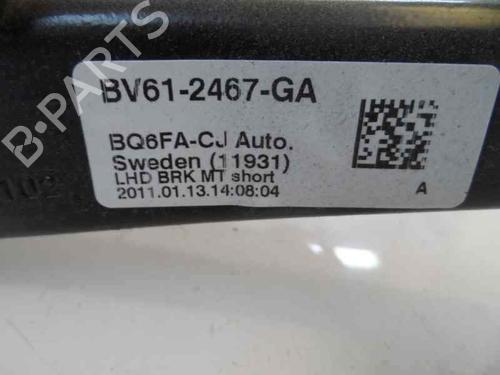 BV61-2467-GA
BQ6FA-CJ Auto.
Sweden (11931)
LHD BRK MT short
2011.01.13.14:08:04
A
102
B-PARTS